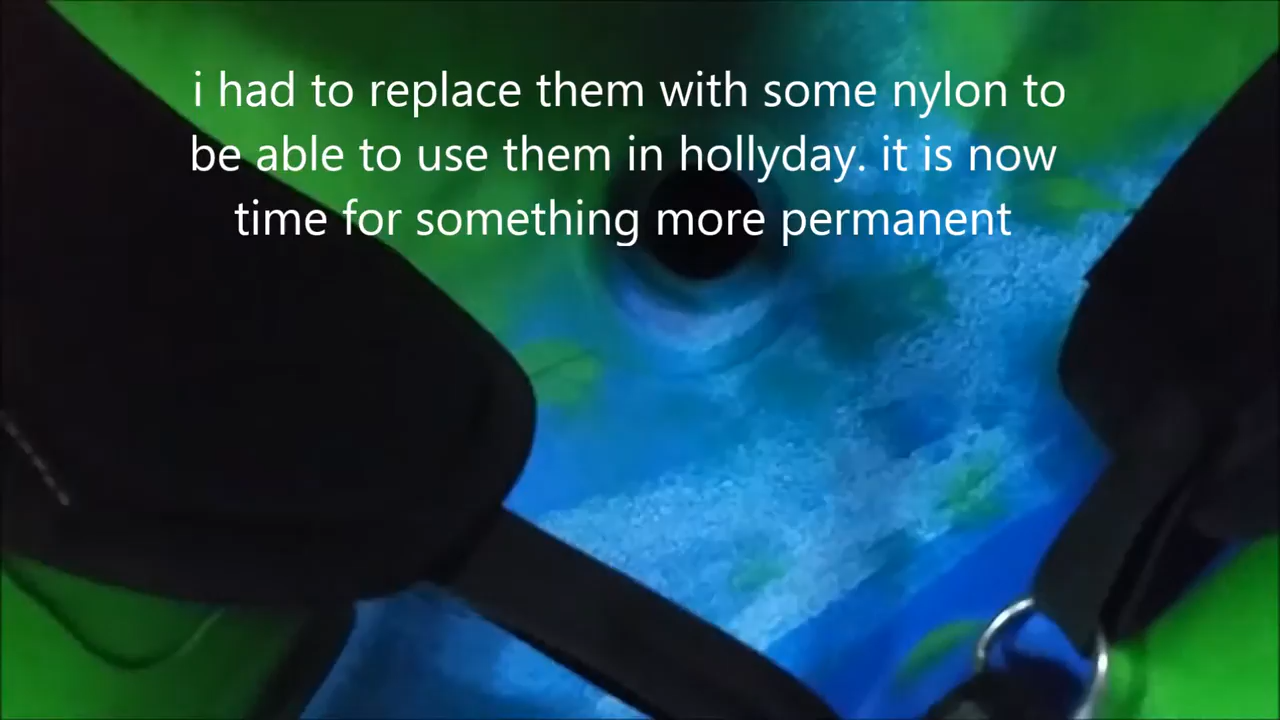 i had to replace them with some nylon to
be able to use them in hollyday. it is now
time for something more permanent